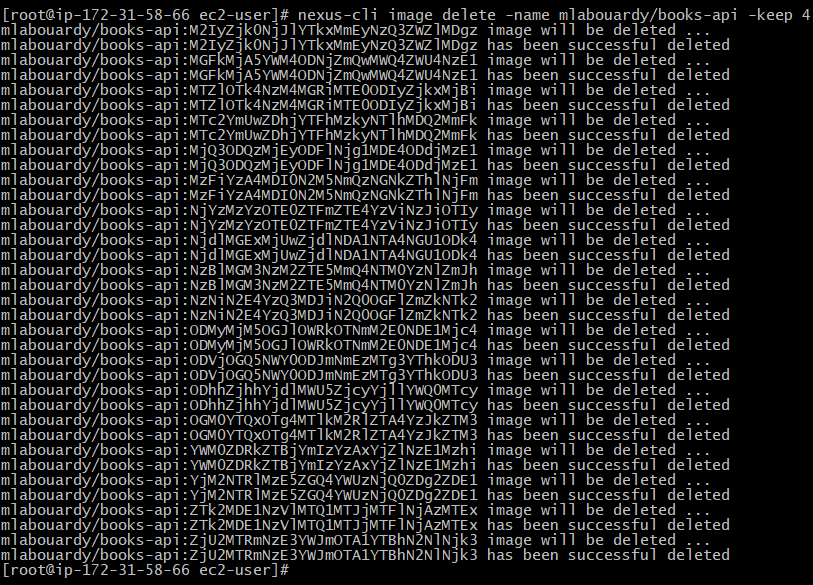 [root@ip-172-31-58-66 ec2-user]# nexus-cli image delete -name mlabouardy/books-api -keep 4
mlabouardy/books-api:M2IyZjk0NjJlYTkxMmEyNzQ3ZWZlMDgz image will be deleted ...
mlabouardy/books-api:M2IyZjk0NjJlYTkxMmEyNzQ3ZWZlMDgz has been successful deleted
mlabouardy/books-api:MGFkMjA5YWM4ODNjZmQwMWQ4ZWU4NzE1 image will be deleted ...
mlabouardy/books-api:MGFkMjA5YWM4ODNjZmQwMWQ4ZWU4NzE1 has been successful deleted
mlabouardy/books-api:MTZlOTk4NzM4MGRiMTE0ODIyZjkxMjBi image will be deleted ...
mlabouardy/books-api:MTZlOTk4NzM4MGRiMTE0ODIyZjkxMjBi has been successful deleted
mlabouardy/books-api:MTc2YmUwZDhjYTFhMzkyNTlhMDQ2MmFk image will be deleted ...
mlabouardy/books-api:MTc2YmUwZDhjYTFhMzkyNTlhMDQ2MmFk has been successful deleted
mlabouardy/books-api:MjQ3ODQzMjEyODFlNjg1MDE4ODdjMzE1 image will be deleted ...
mlabouardy/books-api:MjQ3ODQzMjEyODFlNjg1MDE4ODdjMzE1 has been successful deleted
mlabouardy/books-api:MzFiYzA4MDI0N2M5NmQzNGNkZThlNjFm image will be deleted ...
mlabouardy/books-api:MzFiYzA4MDI0N2M5NmQzNGNkZThlNjFm has been successful deleted
mlabouardy/books-api:NjYzMzYzOTE0ZTFmZTE4YzViNzJiOTIy image will be deleted ...
mlabouardy/books-api:NjYzMzYzOTE0ZTFmZTE4YzViNzJiOTIy has been successful deleted
mlabouardy/books-api:NjdlMGExMjUwZjdlNDA1NTA4NGU1ODk4 image will be deleted ...
mlabouardy/books-api:NjdlMGExMjUwZjdlNDA1NTA4NGU1ODk4 has been successful deleted
mlabouardy/books-api:NzBlMGM3NzM2ZTE5MmQ4NTM0YzNlZmJh image will be deleted ...
mlabouardy/books-api:NzBlMGM3NzM2ZTE5MmQ4NTM0YzNlZmJh has been successful deleted
mlabouardy/books-api:NzNiN2E4YzQ3MDJiN2Q0OGFlZmZkNTk2 image will be deleted ...
mlabouardy/books-api:NzNiN2E4YzQ3MDJiN2Q0OGFlZmZkNTk2 has been successful deleted
mlabouardy/books-api:ODMyMjM5OGJlOWRkOTNmM2E0NDE1Mjc4 image will be deleted ...
mlabouardy/books-api:ODMyMjM5OGJlOWRkOTNmM2E0NDE1Mjc4 has been successful deleted
mlabouardy/books-api:ODVjOGQ5NWY0ODJmNmEzMTg3YThkODU3 image will be deleted ...
mlabouardy/books-api:ODVjOGQ5NWY0ODJmNmEzMTg3YThkODU3 has been successful deleted
mlabouardy/books-api:ODhhZjhhYjdlMWU5ZjcyYjllYWQ0MTcy image will be deleted ...
mlabouardy/books-api:ODhhZjhhYjdlMWU5ZjcyYjllYWQ0MTcy has been successful deleted
mlabouardy/books-api:OGM0YTQxOTg4MTlkM2RlZTA4YzJkZTM3 image will be deleted ...
mlabouardy/books-api:OGM0YTQxOTg4MTlkM2RlZTA4YzJkZTM3 has been successful deleted
mlabouardy/books-api:YWM0ZDRkZTBjYmIzYzAxYjZlNzE1Mzhi image will be deleted ...
mlabouardy/books-api:YWM0ZDRkZTBjYmIzYzAxYjZlNzE1Mzhi has been successful deleted
mlabouardy/books-api:YjM2NTRlMzE5ZGQ4YWUzNjQ0ZDg2ZDE1 image will be deleted ...
mlabouardy/books-api:YjM2NTRlMzE5ZGQ4YWUzNjQ0ZDg2ZDE1 has been successful deleted
mlabouardy/books-api:ZTk2MDE1NzVlMTQ1MTJjMTFlNjAzMTEx image will be deleted ...
mlabouardy/books-api:ZTk2MDE1NzVlMTQ1MTJjMTFlNjAzMTEx has been successful deleted
mlabouardy/books-api:ZjU2MTRmNzE3YWJmOTA1YTBhN2NlNjk3 image will be deleted ...
mlabouardy/books-api:ZjU2MTRmNzE3YWJmOTA1YTBhN2NlNjk3 has been successful deleted
[root@ip-172-31-58-66 ec2-user]#